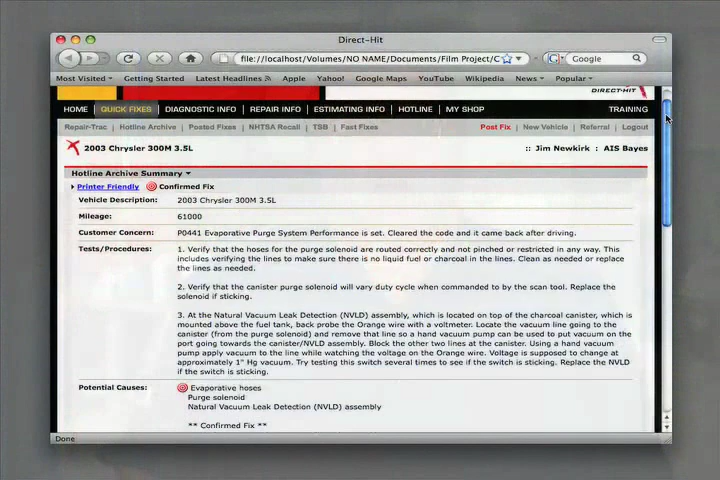 Direct-Hit
file://localhost/Volumes/NO NAME/Documents/Film Project/C
Google
Most Visited Getting Started Latest Headlines Apple Yahoo! Google Maps YouTube Wikipedia News Popular
DIRECT-HIT
HOME QUICK FIXES DIAGNOSTIC INFO REPAIR INFO ESTIMATING INFO HOTLINE MY SHOP TRAINING
Repair-Trac | Hotline Archive | Posted Fixes | NHTSA Recall | TSB | Fast Fixes Post Fix | New Vehicle | Referral | Logout
2003 Chrysler 300M 3.5L :: Jim Newkirk : AIS Bayes
Hotline Archive Summary
Printer Friendly Confirmed Fix
Vehicle Description: 2003 Chrysler 300M 3.5L
Mileage: 61000
Customer Concern: P0441 Evaporative Purge System Performance is set. Cleared the code and it came back after driving.
Tests/Procedures: 1. Verify that the hoses for the purge solenoid are routed correctly and not pinched or restricted in any way. This
includes verifying the lines to make sure there is no liquid fuel or charcoal in the lines. Clean as needed or replace
the lines as needed.
2. Verify that the canister purge solenoid will vary duty cycle when commanded to by the scan tool. Replace the
solenoid if sticking.
3. At the Natural Vacuum Leak Detection (NVLD) assembly, which is located on top of the charcoal canister, which is
mounted above the fuel tank, back probe the Orange wire with a voltmeter. Locate the vacuum line going to the
canister (from the purge solenoid) and remove that line so a hand vacuum pump can be used to put vacuum on the
port going towards the canister/NVLD assembly. Block the other two lines at the canister. Using a hand vacuum
pump apply vacuum to the line while watching the voltage on the Orange wire. Voltage is supposed to change at
approximately 1" Hg vacuum. Try testing this switch several times to see if the switch is sticking. Replace the NVLD
if the switch is sticking.
Potential Causes: Evaporative hoses
Purge solenoid
Natural Vacuum Leak Detection (NVLD) assembly
** Confirmed Fix **
Done